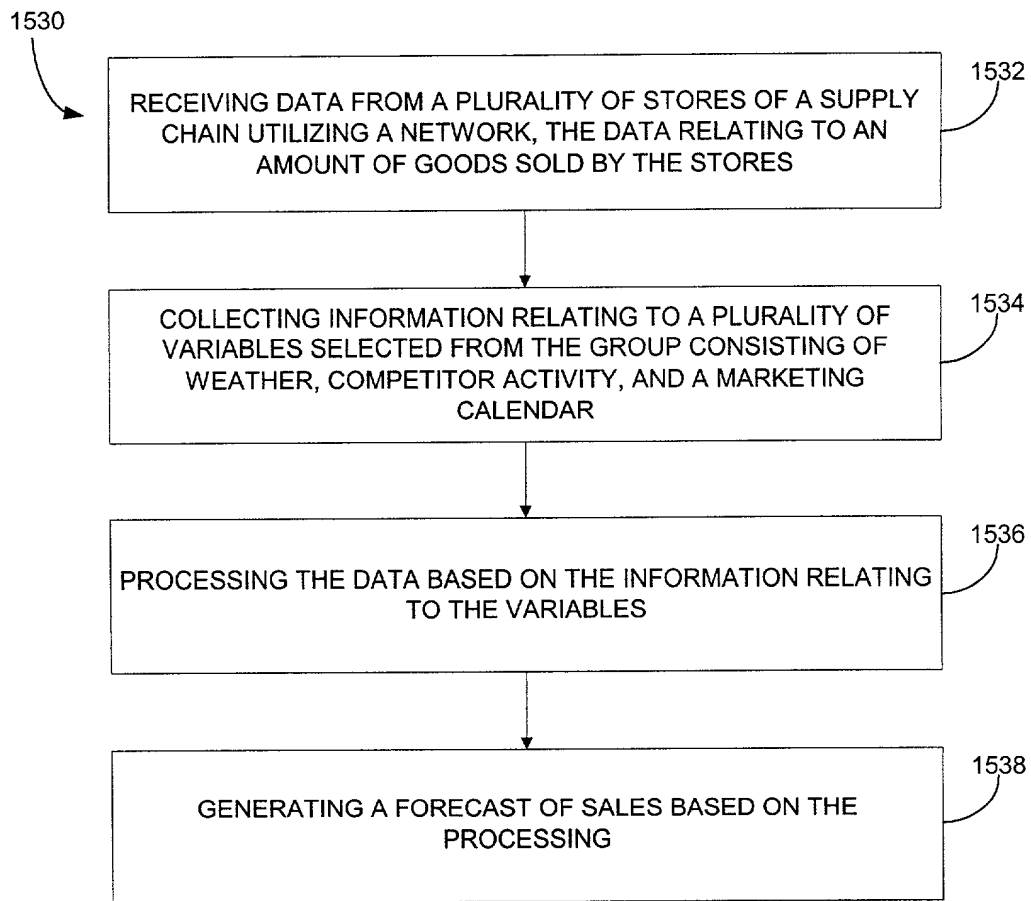 1530
1532
RECEIVING DATA FROM A PLURALITY OF STORES OF A SUPPLY
CHAIN UTILIZING A NETWORK, THE DATA RELATING TO AN
AMOUNT OF GOODS SOLD BY THE STORES
1534
COLLECTING INFORMATION RELATING TO A PLURALITY OF
VARIABLES SELECTED FROM THE GROUP CONSISTING OF
WEATHER, COMPETITOR ACTIVITY, AND A MARKETING
CALENDAR
1536
PROCESSING THE DATA BASED ON THE INFORMATION RELATING
TO THE VARIABLES
1538
GENERATING A FORECAST OF SALES BASED ON THE
PROCESSING